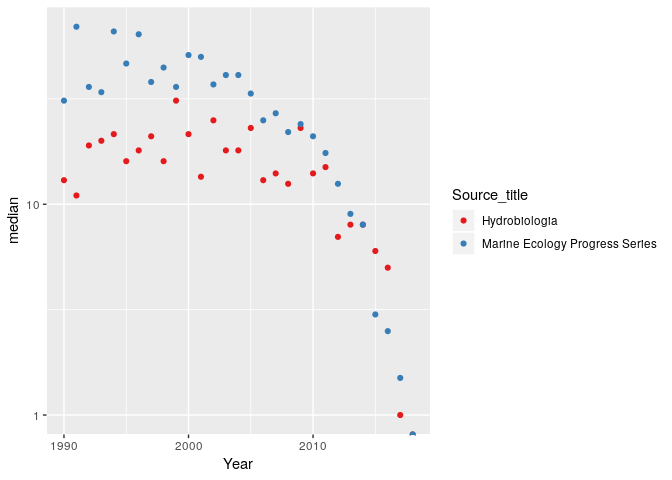 median
10
1
1990 2000 2010
Year
Source_title
Hydrobiologia
Marine Ecology Progress Series